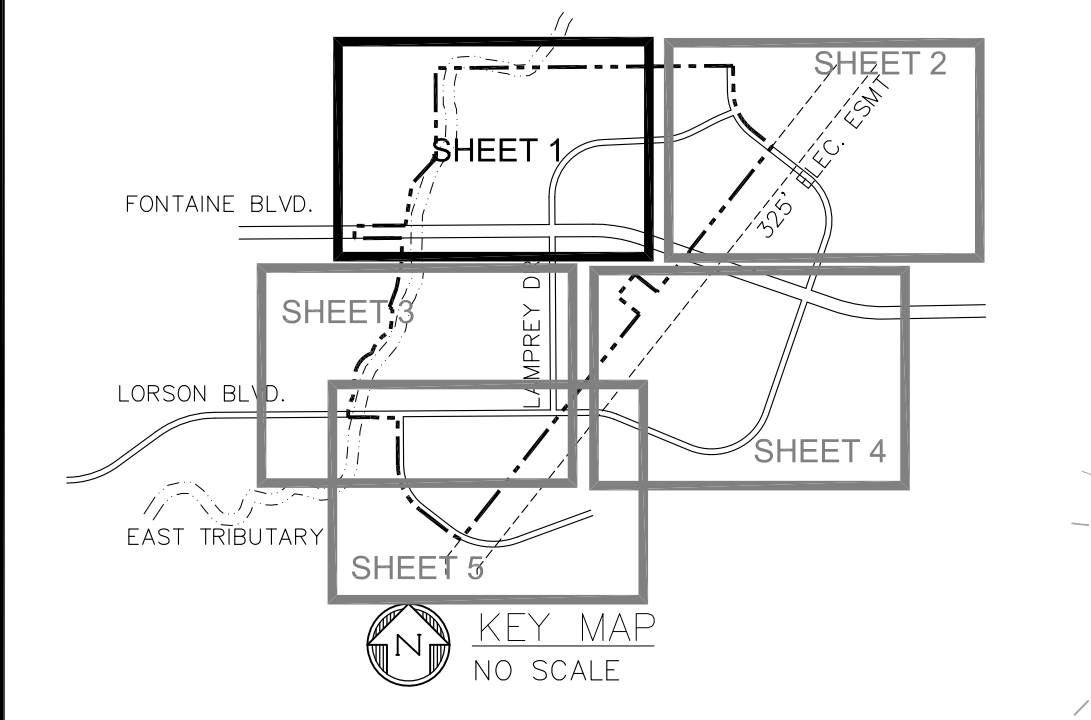 SHEET 2
325' ELEC. ESMT
SHEET 1
FONTAINE BLVD.
SHEET 3
LAMPREY DR
LORSON BLVD.
SHEET 4
EAST TRIBUTARY
SHEET 5
N
KEY MAP
NO SCALE